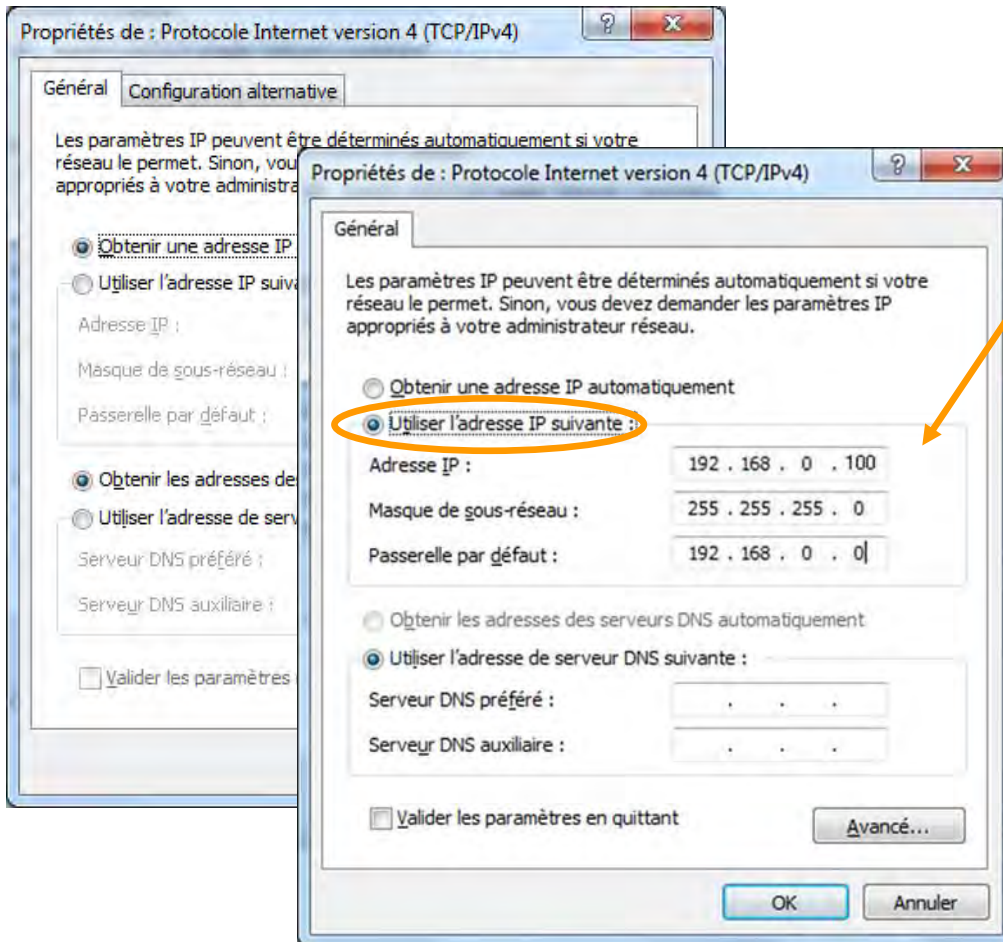 Propriétés de : Protocole Internet version 4 (TCP/IPv4)
Général
Configuration alternative
Les paramètres IP peuvent être déterminés automatiquement si votre
réseau le permet. Sinon,
appropriés à votre
Obtenir une adresse IP
Utiliser l'adresse IP
Adresse IP :
Masque de sous-réseau :
Passerelle par défaut :
Obtenir les adresses
Utiliser l'adresse de
Serveur DNS préféré :
Serveur DNS auxiliaire :
Valider les paramètres
Propriétés de : Protocole Internet version 4 (TCP/IPv4)
Général
Les paramètres IP peuvent être déterminés automatiquement si votre
réseau le permet. Sinon, vous devez demander les paramètres IP
appropriés à votre administrateur réseau.
Obtenir une adresse IP automatiquement
Utiliser l'adresse IP suivante :
Adresse IP : 192 . 168 . 0 . 100
Masque de sous-réseau : 255 . 255 . 255 . 0
Passerelle par défaut : 192 . 168 . 0 . 0
Obtenir les adresses des serveurs DNS automatiquement
Utiliser l'adresse de serveur DNS suivante :
Serveur DNS préféré : . . .
Serveur DNS auxiliaire : . . .
Valider les paramètres en quittant
Avancé...
OK
Annuler